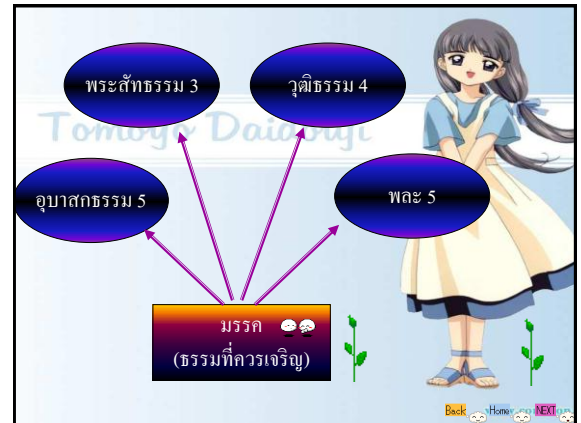 พระสัทธรรม 3
วุฒิธรรม 4
Tomoyo Daidouji
อุบาสกธรรม 5
พละ 5
มรรค
(ธรรมที่ควรเจริญ)
Back Home NEXT